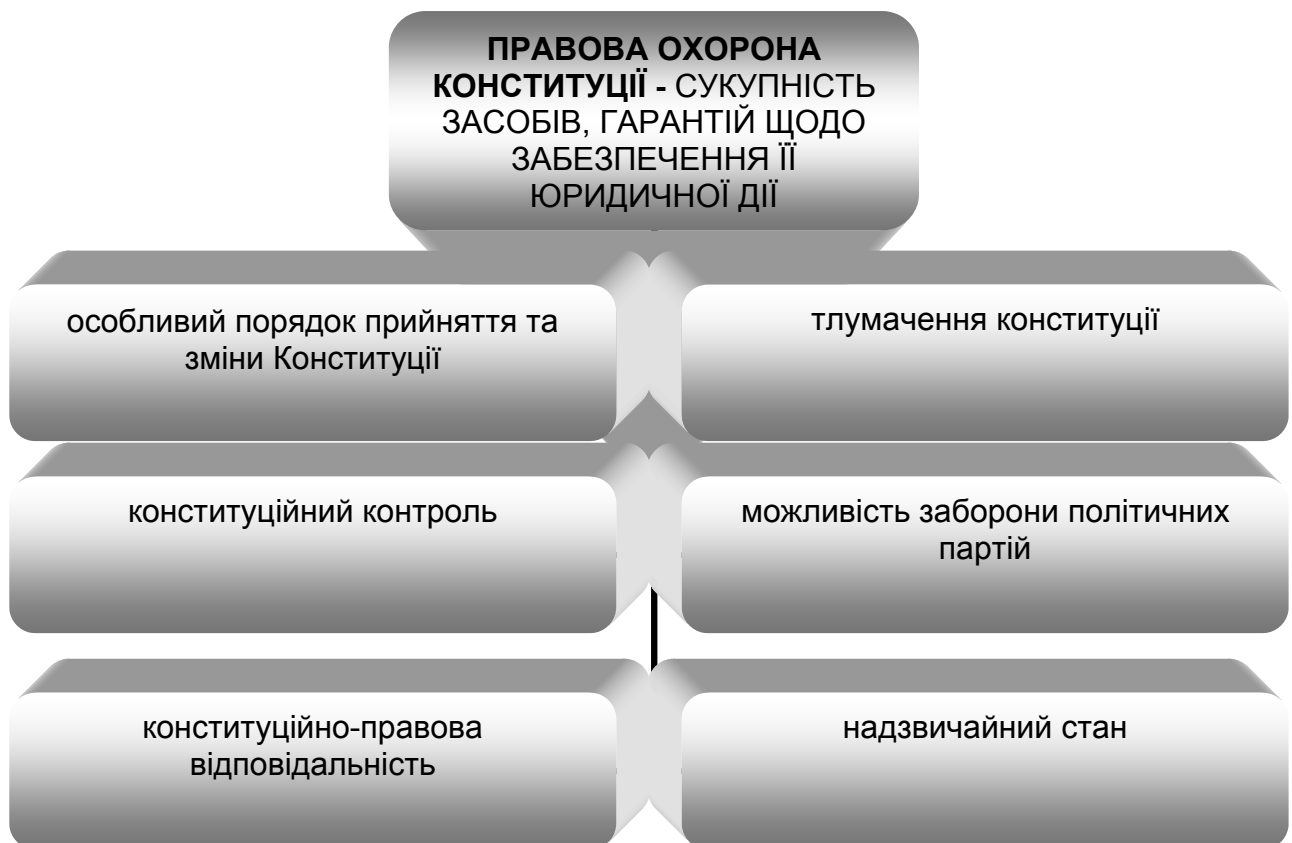 ПРАВОВА ОХОРОНА
КОНСТИТУЦІЇ - СУКУПНІСТЬ
ЗАСОБІВ, ГАРАНТІЙ ЩОДО
ЗАБЕЗПЕЧЕННЯ ЇЇ
ЮРИДИЧНОЇ ДІЇ
особливий порядок прийняття та
зміни Конституції
тлумачення конституції
конституційний контроль
можливість заборони політичних
партій
конституційно-правова
відповідальність
надзвичайний стан